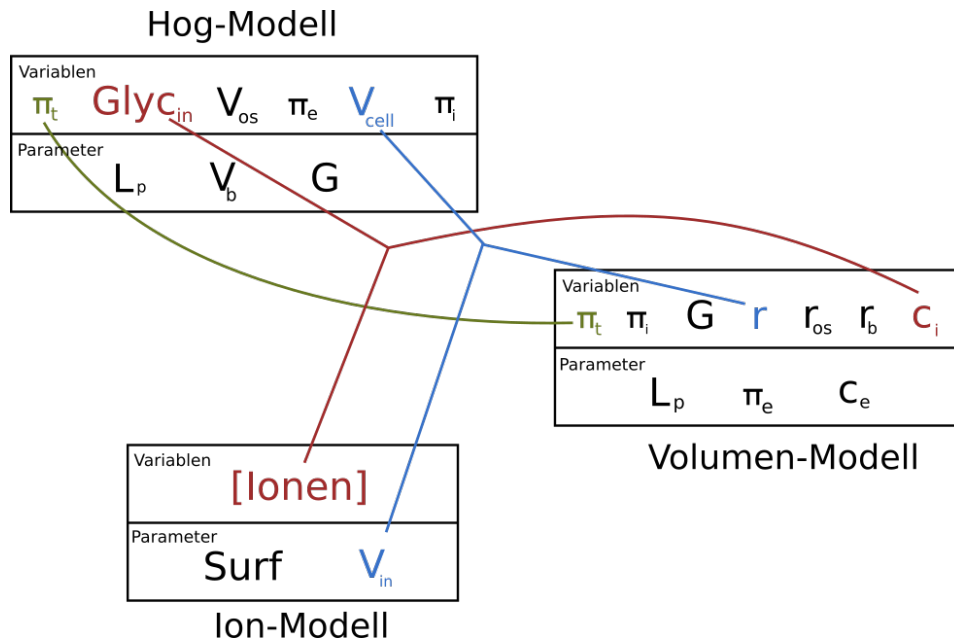 Hog-Modell
Variablen
πt Glycin Vos πe Vcell πi
Parameter
Lp Vb G
Variablen
πt πi G r ros rb ci
Parameter
Lp πe ce
Volumen-Modell
Variablen
[Ionen]
Parameter
Surf Vin
Ion-Modell